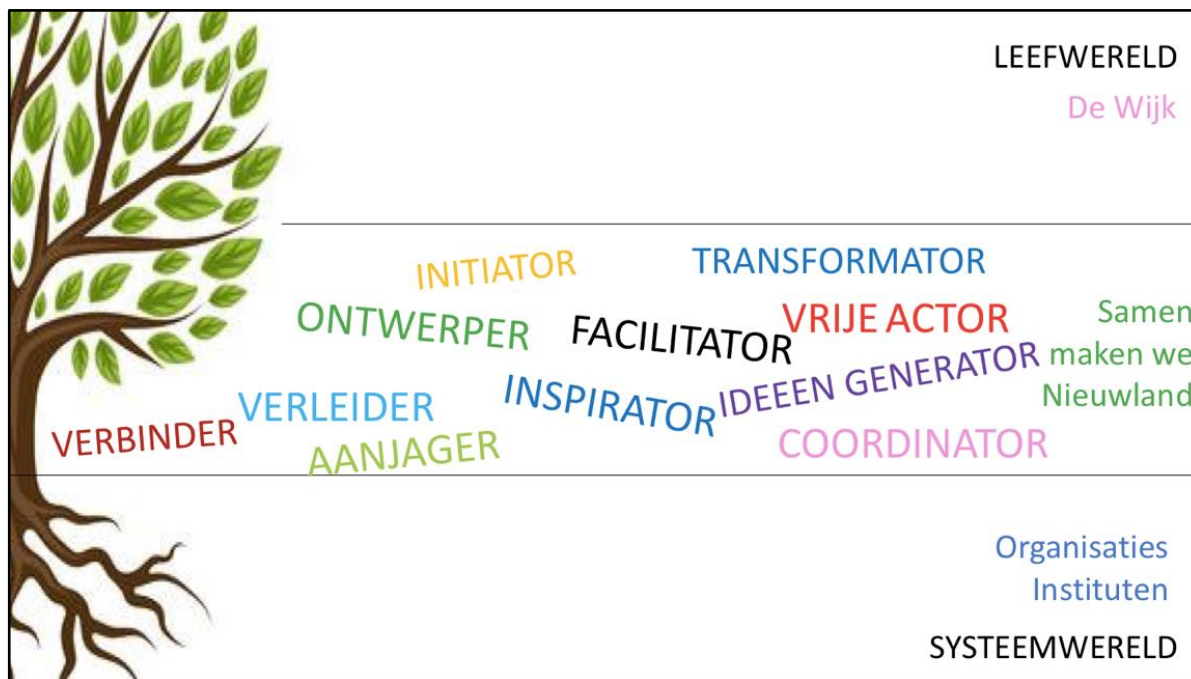 LEEFWERELD
De Wijk
INITIATOR
TRANSFORMATOR
ONTWERPER
FACILITATOR
VRIJE ACTOR
Samen
maken we
Nieuwland
VERLEIDER
INSPIRATOR
IDEEEN GENERATOR
VERBINDER
AANJAGER
COORDINATOR
Organisaties
Instituten
SYSTEEMWERELD